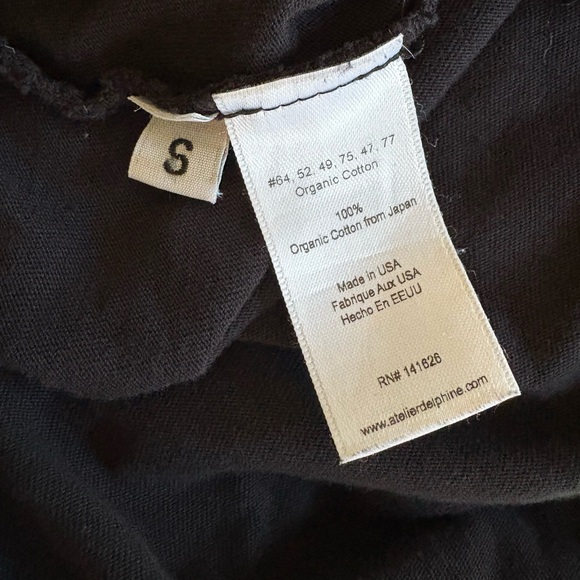 S
#64, 52, 49, 75, 47, 77
Organic Cotton
100%
Organic Cotton from Japan
Made in USA
Fabrique Aux USA
Hecho En EEUU
RN# 141626
www.atelierdelphine.com